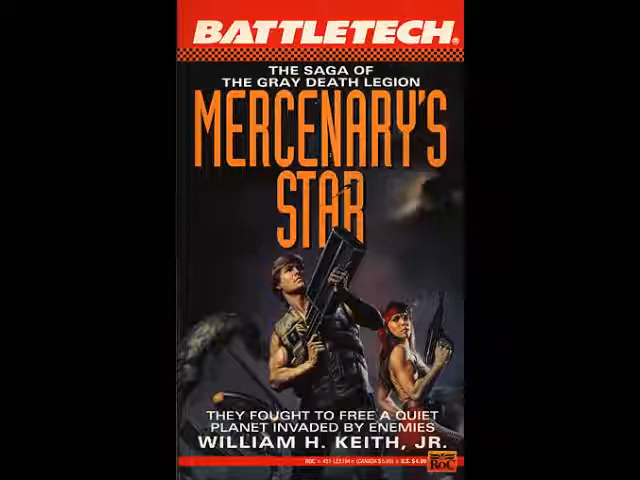 BATTLETECH®
THE SAGA OF
THE GRAY DEATH LEGION
MERCENARY'S
STAR
THEY FOUGHT TO FREE A QUIET
PLANET INVADED BY ENEMIES
WILLIAM H. KEITH, JR.
ROC
ROC